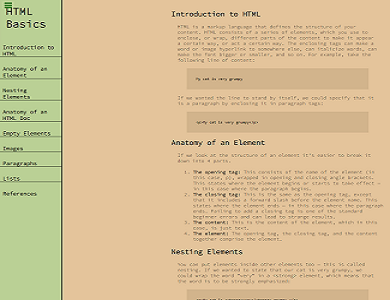 HTML
Basics
Introduction to
HTML
Anatomy of an
Element
Nesting
Elements
Anatomy of an
HTML Doc
Empty Elements
Images
Paragraphs
Lists
References
Introduction to HTML
HTML is a markup language that defines the structure of your
content. HTML consists of a series of elements, which you use to
enclose, or wrap, different parts of the content to make it appear
a certain way, or act a certain way. The enclosing tags can make a
word or image hyperlink to somewhere else, can italicize words, can
make the font bigger or smaller, and so on. For example, take the
following line of content:
My cat is very grumpy
If we wanted the line to stand by itself, we could specify that it
is a paragraph by enclosing it in paragraph tags:
<p>My cat is very grumpy</p>
Anatomy of an Element
If we look at the structure of an element it's easier to break it
down into 4 parts.
1. The opening tag: This consists of the name of the element (in
this case, p), wrapped in opening and closing angle brackets.
This states where the element begins or starts to take effect —
in this case where the paragraph begins.
2. The closing tag: This is the same as the opening tag, except
that it includes a forward slash before the element name. This
states where the element ends — in this case where the paragraph
ends. Failing to add a closing tag is one of the standard
beginner errors and can lead to strange results.
3. The content: This is the content of the element, which in this
case, is just text.
4. The element: The opening tag, the closing tag, and the content
together comprise the element.
Nesting Elements
You can put elements inside other elements too — this is called
nesting. If we wanted to state that our cat is very grumpy, we
could wrap the word "very" in a <strong> element, which means that
the word is to be strongly emphasized: